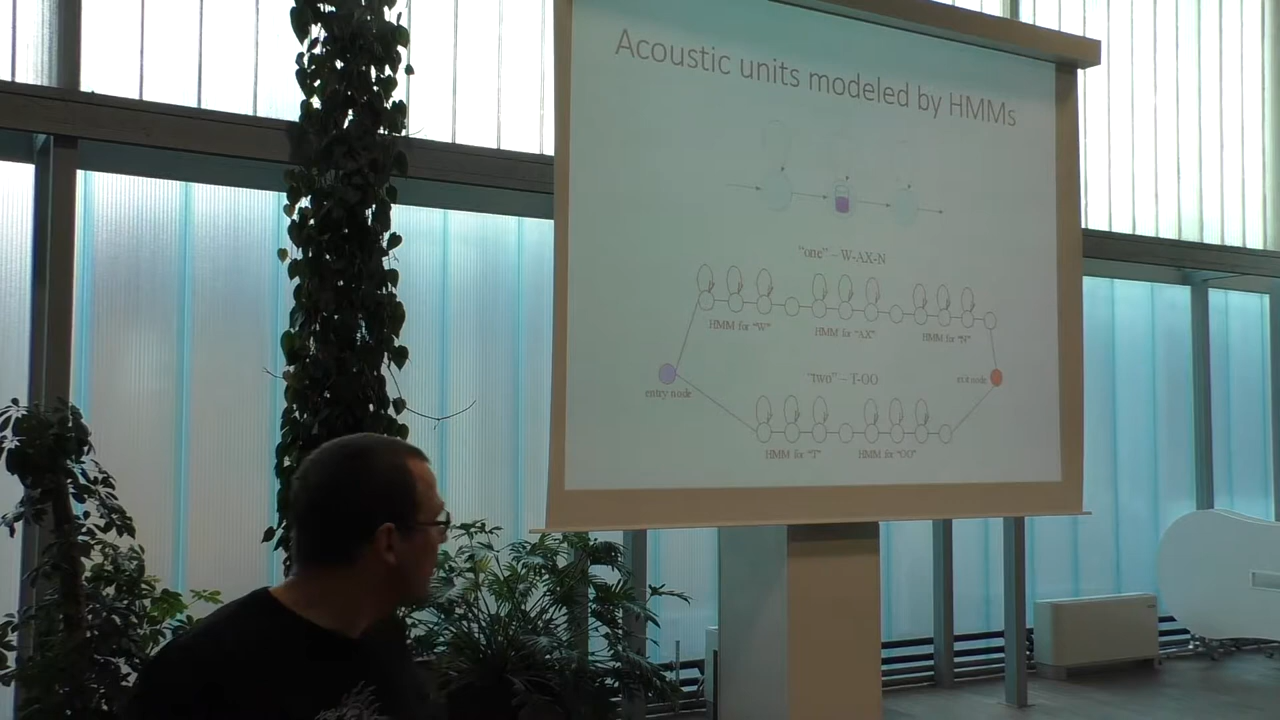 Acoustic units modeled by HMMs
“one” – W-AX-N
HMM for “W”
HMM for “AX”
HMM for “N”
“two” – T-OO
entry node
exit node
HMM for “T”
HMM for “OO”